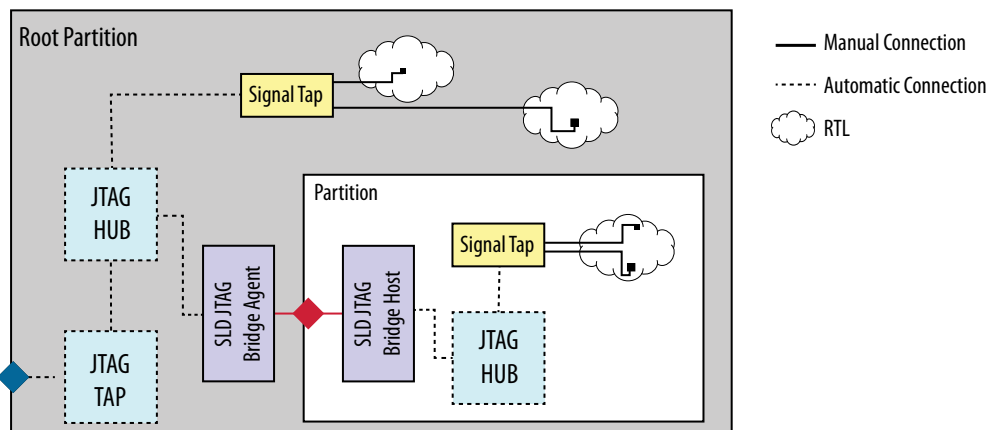 Root Partition
Signal Tap
JTAG
HUB
SLD JTAG
Bridge Agent
JTAG
TAP
Partition
Signal Tap
SLD JTAG
Bridge Host
JTAG
HUB
Manual Connection
Automatic Connection
RTL